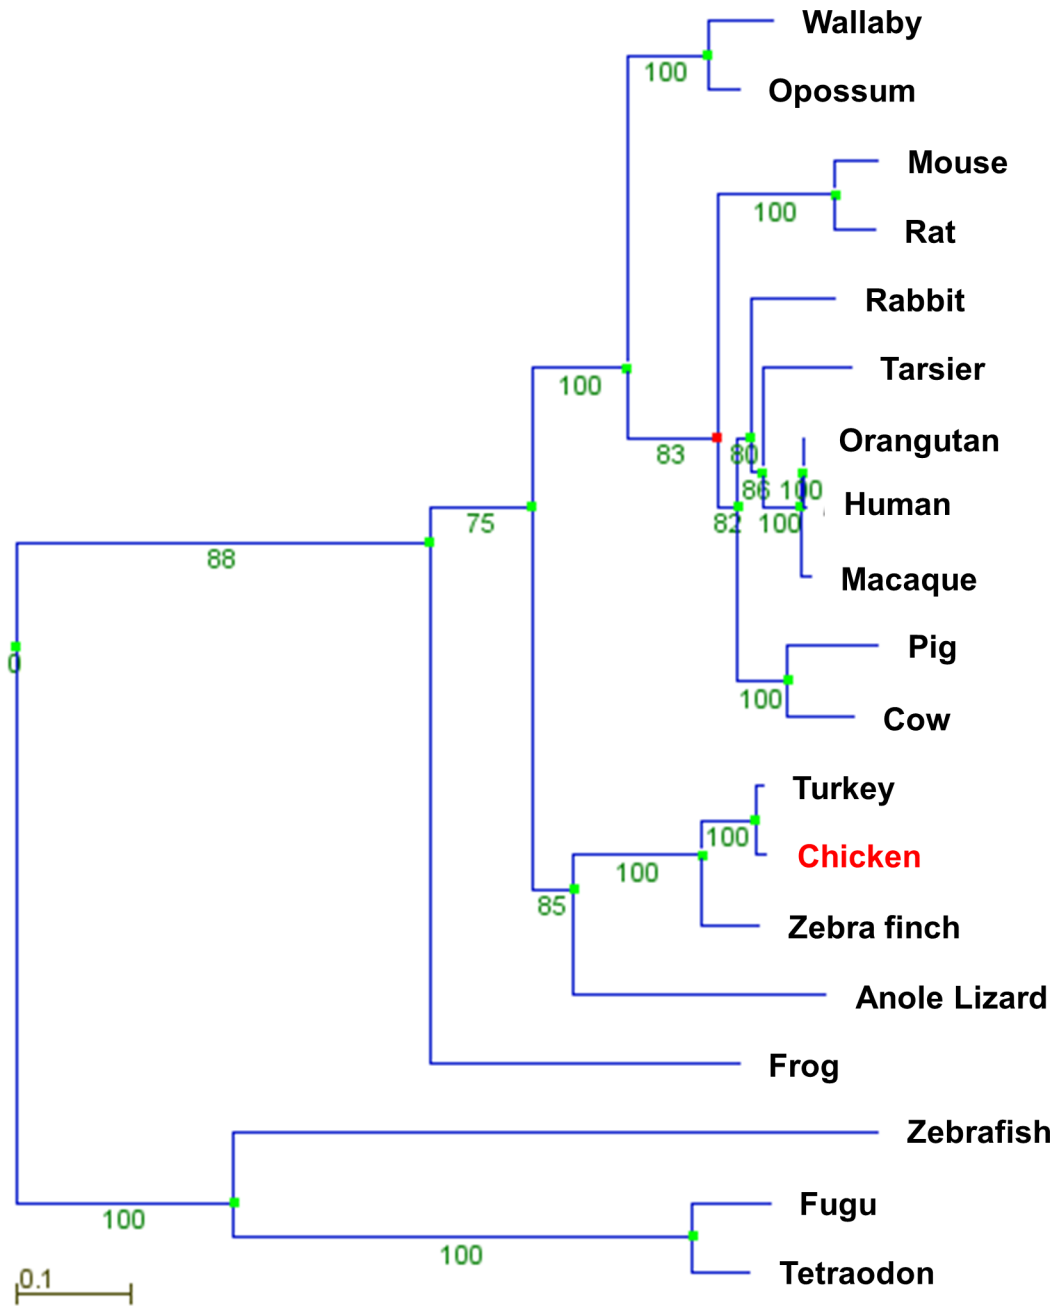 Wallaby
100
Opossum
Mouse
100
Rat
Rabbit
Tarsier
100
Orangutan
83
80
86
100
Human
75
82
100
88
Macaque
Pig
0
100
Cow
Turkey
100
Chicken
100
85
Zebra finch
Anole Lizard
Frog
Zebrafish
Fugu
100
100
Tetraodon
0.1